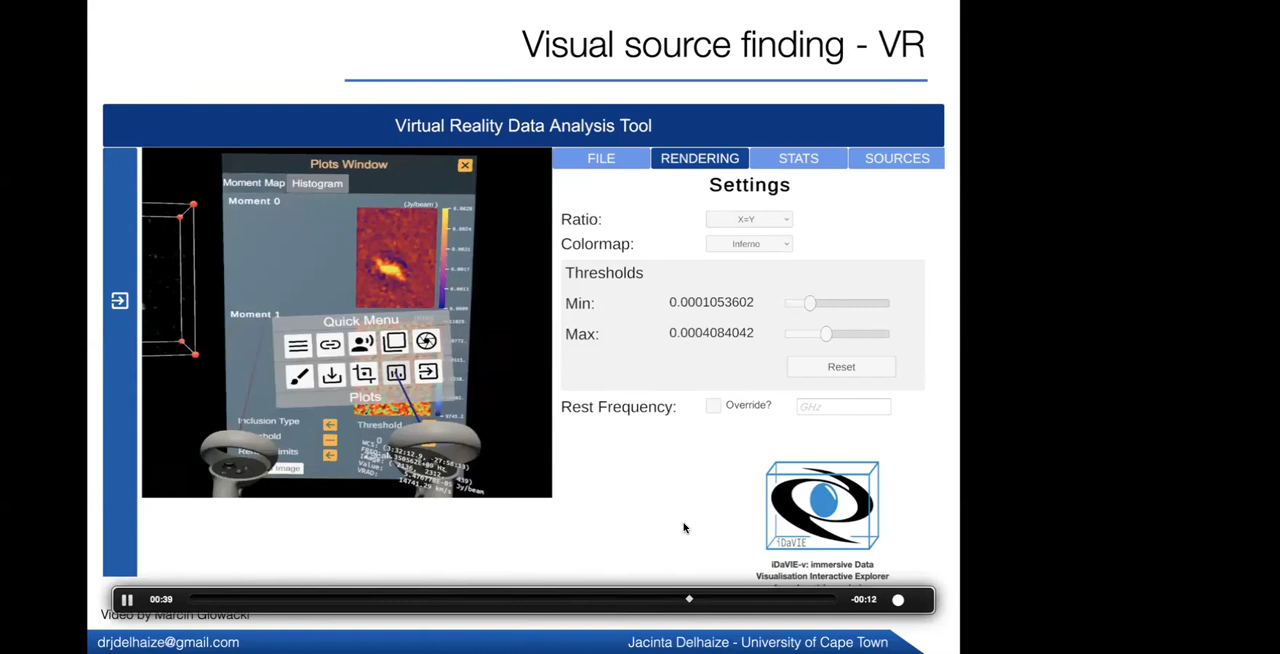 Visual source finding - VR
Virtual Reality Data Analysis Tool
Plots Window
Moment Map Histogram
Moment 0
(Jy/beam)
Moment 1
Quick Menu
Plots
Inclusion Type
Threshold
Image
FILE RENDERING STATS SOURCES
Settings
Ratio: X=Y
Colormap: Inferno
Thresholds
Min: 0.0001053602
Max: 0.0004084042
Reset
Rest Frequency: Override? GHz
iDaVIE
iDaVIE-v: immersive Data
Visualisation Interactive Explorer
00:39 -00:12
Video by Marcin Glowacki
drjdelhaize@gmail.com Jacinta Delhaize - University of Cape Town